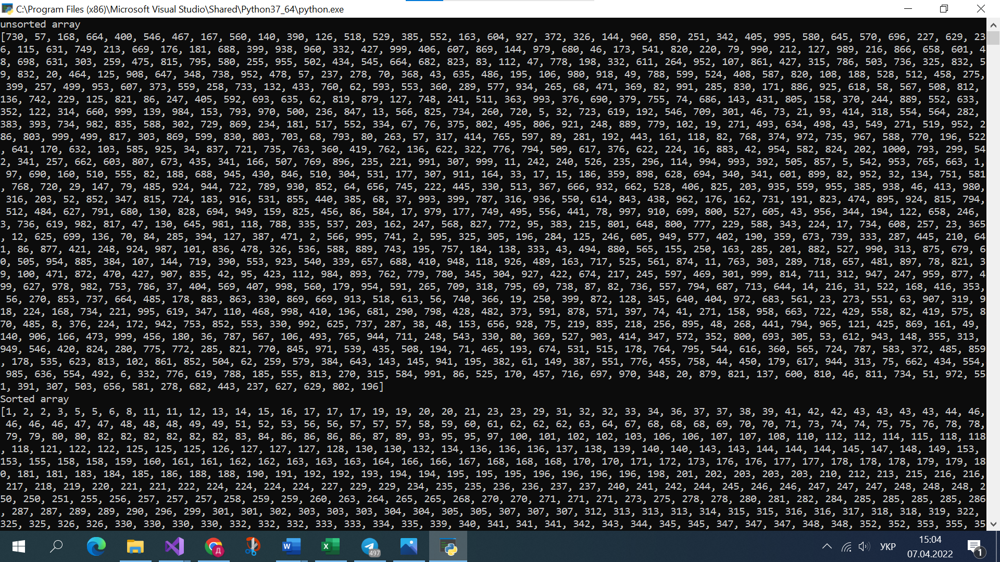 C:\Program Files (x86)\Microsoft Visual Studio\Shared\Python37_64\python.exe
unsorted array
[730, 57, 168, 664, 400, 546, 467, 167, 560, 140, 390, 126, 518, 529, 385, 552, 163, 604, 927, 372, 326, 144, 960, 850, 251, 342, 405, 995, 580, 645, 570, 696, 227, 629, 23
6, 115, 631, 749, 213, 669, 176, 181, 688, 399, 938, 960, 332, 427, 999, 406, 607, 869, 144, 979, 680, 46, 173, 541, 820, 220, 79, 990, 212, 127, 989, 216, 866, 658, 601, 4
8, 698, 631, 303, 259, 475, 815, 795, 580, 255, 955, 502, 434, 545, 664, 682, 823, 83, 112, 47, 778, 198, 332, 611, 264, 952, 107, 861, 427, 315, 786, 503, 736, 325, 832, 5
9, 832, 20, 464, 125, 908, 647, 348, 738, 952, 478, 57, 237, 278, 70, 368, 43, 635, 486, 195, 106, 980, 918, 49, 788, 599, 524, 408, 587, 820, 108, 188, 528, 512, 458, 275,
399, 257, 499, 953, 607, 373, 559, 258, 733, 132, 433, 760, 62, 593, 553, 360, 289, 577, 934, 265, 68, 471, 369, 82, 991, 285, 830, 171, 886, 925, 618, 58, 567, 508, 812,
136, 742, 229, 125, 821, 86, 247, 405, 592, 693, 635, 62, 819, 879, 127, 748, 241, 511, 363, 993, 376, 690, 379, 755, 74, 686, 143, 431, 805, 158, 370, 244, 889, 552, 633,
352, 122, 314, 660, 999, 139, 984, 153, 793, 970, 500, 236, 847, 13, 566, 825, 734, 260, 720, 5, 32, 723, 619, 192, 546, 709, 301, 46, 73, 21, 93, 414, 318, 554, 564, 282,
383, 393, 734, 982, 835, 588, 302, 729, 869, 234, 181, 517, 552, 334, 67, 76, 375, 802, 495, 806, 921, 248, 889, 779, 102, 19, 271, 493, 634, 498, 43, 549, 271, 519, 952, 2
86, 803, 999, 499, 817, 303, 869, 599, 830, 803, 703, 68, 793, 80, 263, 57, 317, 414, 765, 597, 89, 281, 192, 443, 161, 118, 82, 768, 374, 972, 735, 967, 588, 770, 196, 522
, 641, 170, 632, 103, 585, 925, 34, 837, 721, 735, 763, 360, 419, 762, 136, 622, 322, 776, 794, 509, 617, 376, 622, 224, 16, 883, 42, 954, 582, 824, 202, 1000, 793, 299, 54
2, 341, 257, 662, 603, 807, 673, 435, 341, 166, 507, 769, 896, 235, 221, 991, 307, 999, 11, 242, 240, 526, 235, 296, 114, 994, 993, 392, 505, 857, 5, 542, 953, 765, 663, 1,
97, 690, 160, 510, 555, 82, 188, 688, 945, 430, 846, 510, 304, 531, 177, 307, 911, 164, 33, 17, 15, 186, 359, 898, 628, 694, 340, 341, 601, 899, 82, 952, 32, 134, 751, 581
, 768, 720, 29, 147, 79, 485, 924, 944, 722, 789, 930, 852, 64, 656, 745, 222, 445, 330, 513, 367, 666, 932, 662, 528, 406, 825, 203, 935, 559, 955, 385, 938, 46, 413, 980,
316, 203, 52, 852, 347, 815, 724, 183, 916, 531, 855, 440, 385, 68, 37, 993, 399, 787, 316, 936, 550, 614, 843, 438, 962, 176, 162, 731, 191, 823, 474, 895, 924, 815, 794,
512, 484, 627, 791, 680, 130, 828, 694, 949, 159, 825, 456, 86, 584, 17, 979, 177, 749, 495, 556, 441, 78, 997, 910, 699, 800, 527, 605, 43, 956, 344, 194, 122, 658, 246,
3, 736, 619, 982, 817, 47, 130, 645, 981, 118, 788, 335, 537, 203, 162, 247, 568, 827, 772, 95, 383, 215, 801, 648, 800, 777, 229, 588, 343, 224, 17, 734, 608, 257, 23, 365
, 12, 625, 699, 136, 70, 84, 285, 394, 127, 387, 471, 2, 566, 995, 741, 2, 595, 325, 305, 196, 284, 125, 246, 605, 949, 577, 402, 190, 359, 673, 739, 333, 287, 445, 210, 64
1, 86, 877, 421, 248, 924, 987, 101, 836, 478, 326, 536, 588, 889, 743, 195, 757, 184, 138, 333, 43, 494, 880, 565, 155, 250, 163, 285, 201, 882, 527, 990, 313, 875, 679, 6
0, 505, 954, 885, 384, 107, 144, 719, 390, 553, 923, 540, 339, 657, 688, 410, 948, 118, 926, 489, 163, 717, 525, 561, 874, 11, 763, 303, 289, 718, 657, 481, 897, 78, 821, 3
9, 100, 471, 872, 470, 427, 907, 835, 42, 95, 423, 112, 984, 893, 762, 779, 780, 345, 304, 927, 422, 674, 217, 245, 597, 469, 301, 999, 814, 711, 312, 947, 247, 959, 877, 4
99, 627, 978, 982, 753, 786, 37, 404, 569, 407, 998, 560, 179, 954, 591, 265, 709, 318, 795, 69, 738, 87, 82, 736, 557, 794, 687, 713, 644, 14, 216, 31, 522, 168, 416, 353,
56, 270, 853, 737, 664, 485, 178, 883, 863, 330, 869, 669, 913, 518, 613, 56, 740, 366, 19, 250, 399, 872, 128, 345, 640, 404, 972, 683, 561, 23, 273, 551, 63, 907, 319, 9
18, 224, 168, 734, 221, 995, 619, 347, 110, 468, 998, 410, 196, 681, 290, 798, 428, 482, 373, 591, 878, 571, 397, 74, 41, 271, 158, 958, 663, 722, 429, 558, 82, 419, 575, 8
70, 485, 8, 376, 224, 172, 942, 753, 852, 553, 330, 992, 625, 737, 287, 38, 48, 153, 656, 928, 75, 219, 835, 218, 256, 895, 48, 268, 441, 794, 965, 121, 425, 869, 161, 49,
140, 906, 166, 473, 999, 456, 180, 36, 787, 567, 106, 493, 765, 944, 711, 248, 543, 330, 80, 369, 527, 903, 414, 347, 572, 352, 800, 693, 305, 53, 612, 943, 148, 355, 313,
949, 546, 420, 824, 280, 775, 772, 285, 821, 770, 845, 971, 539, 435, 508, 194, 71, 465, 193, 674, 531, 515, 178, 764, 795, 544, 616, 360, 565, 724, 787, 583, 372, 485, 859
, 178, 535, 623, 813, 102, 861, 852, 504, 62, 259, 579, 384, 643, 143, 145, 941, 195, 382, 61, 149, 387, 551, 776, 455, 758, 44, 450, 179, 617, 944, 313, 75, 662, 434, 554,
985, 636, 554, 492, 6, 332, 776, 619, 788, 185, 555, 813, 270, 315, 584, 991, 86, 525, 170, 457, 716, 697, 970, 348, 20, 879, 821, 137, 600, 810, 46, 811, 734, 51, 972, 55
1, 391, 307, 503, 656, 581, 278, 682, 443, 237, 627, 629, 802, 196]
Sorted array
[1, 2, 2, 3, 5, 5, 6, 8, 11, 11, 12, 13, 14, 15, 16, 17, 17, 17, 19, 19, 20, 20, 21, 23, 23, 29, 31, 32, 32, 33, 34, 36, 37, 37, 38, 39, 41, 42, 42, 43, 43, 43, 43, 44, 46,
46, 46, 46, 47, 47, 48, 48, 48, 49, 49, 51, 52, 53, 56, 56, 57, 57, 57, 58, 59, 60, 61, 62, 62, 62, 63, 64, 67, 68, 68, 68, 69, 70, 70, 71, 73, 74, 74, 75, 75, 76, 78, 78,
79, 79, 80, 80, 82, 82, 82, 82, 82, 82, 83, 84, 86, 86, 86, 86, 87, 89, 93, 95, 95, 97, 100, 101, 102, 102, 103, 106, 106, 107, 107, 108, 110, 112, 112, 114, 115, 118, 118
, 118, 121, 122, 122, 125, 125, 125, 126, 127, 127, 127, 128, 130, 130, 132, 134, 136, 136, 136, 137, 138, 139, 140, 140, 143, 143, 144, 144, 144, 145, 147, 148, 149, 153,
153, 155, 158, 158, 159, 160, 161, 161, 162, 162, 163, 163, 163, 164, 166, 166, 167, 168, 168, 168, 170, 170, 171, 172, 173, 176, 176, 177, 177, 178, 178, 178, 179, 179, 18
0, 181, 181, 183, 184, 185, 186, 188, 188, 190, 191, 192, 192, 193, 194, 194, 195, 195, 195, 196, 196, 196, 196, 198, 201, 202, 203, 203, 203, 210, 212, 213, 215, 216, 216,
217, 218, 219, 220, 221, 221, 222, 224, 224, 224, 224, 227, 229, 229, 234, 235, 235, 236, 236, 237, 237, 240, 241, 242, 244, 245, 246, 246, 247, 247, 247, 248, 248, 248, 2
50, 250, 251, 255, 256, 257, 257, 257, 258, 259, 259, 260, 263, 264, 265, 265, 268, 270, 270, 271, 271, 271, 273, 275, 278, 278, 280, 281, 282, 284, 285, 285, 285, 285, 286
, 287, 287, 289, 289, 290, 296, 299, 301, 301, 302, 303, 303, 303, 304, 304, 305, 305, 307, 307, 307, 312, 313, 313, 313, 314, 315, 315, 316, 316, 317, 318, 318, 319, 322,
325, 325, 326, 326, 330, 330, 330, 330, 332, 332, 332, 333, 333, 334, 335, 339, 340, 341, 341, 341, 342, 343, 344, 345, 345, 347, 347, 347, 348, 348, 352, 352, 353, 355, 35
497
УКР
15:04
07.04.2022
1